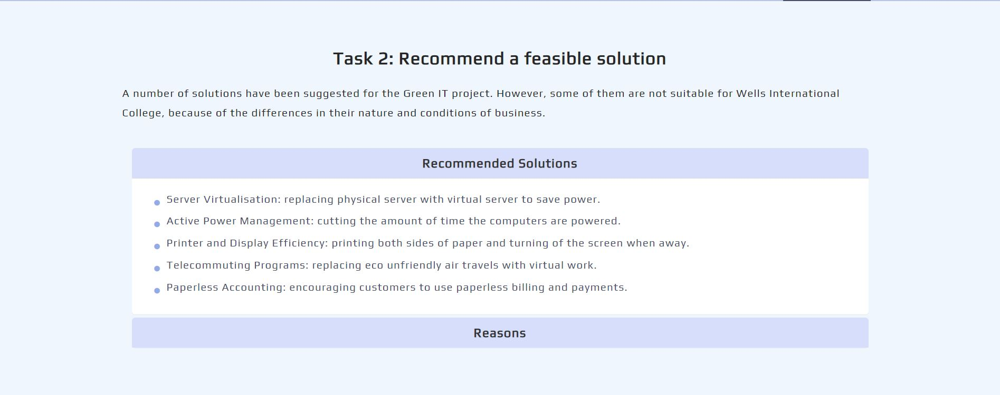 Task 2: Recommend a feasible solution
A number of solutions have been suggested for the Green IT project. However, some of them are not suitable for Wells International
College, because of the differences in their nature and conditions of business.
Recommended Solutions
Server Virtualisation: replacing physical server with virtual server to save power.
Active Power Management: cutting the amount of time the computers are powered.
Printer and Display Efficiency: printing both sides of paper and turning of the screen when away.
Telecommuting Programs: replacing eco unfriendly air travels with virtual work.
Paperless Accounting: encouraging customers to use paperless billing and payments.
Reasons